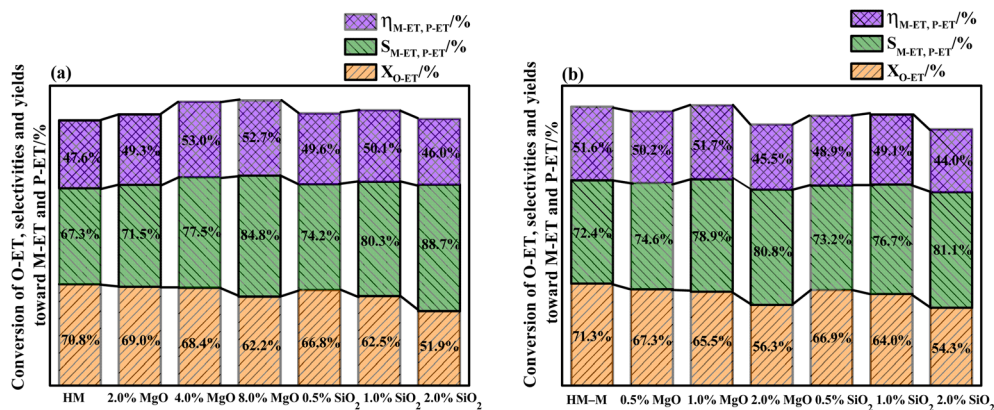 η_M-ET, P-ET/%
S_M-ET, P-ET/%
X_O-ET/%
(a)
Conversion of O-ET, selectivities and yields
toward M-ET and P-ET/%
47.6% 49.3% 53.0% 52.7% 49.6% 50.1% 46.0%
67.3% 71.5% 77.5% 84.8% 74.2% 80.3% 88.7%
70.8% 69.0% 68.4% 62.2% 66.8% 62.5% 51.9%
HM 2.0% MgO 4.0% MgO 8.0% MgO 0.5% SiO2 1.0% SiO2 2.0% SiO2
η_M-ET, P-ET/%
S_M-ET, P-ET/%
X_O-ET/%
(b)
Conversion of O-ET, selectivities and yields
toward M-ET and P-ET/%
51.6% 50.2% 51.7% 45.5% 48.9% 49.1% 44.0%
72.4% 74.6% 78.9% 80.8% 73.2% 76.7% 81.1%
71.3% 67.3% 65.5% 56.3% 66.9% 64.0% 54.3%
HM–M 0.5% MgO 1.0% MgO 2.0% MgO 0.5% SiO2 1.0% SiO2 2.0% SiO2